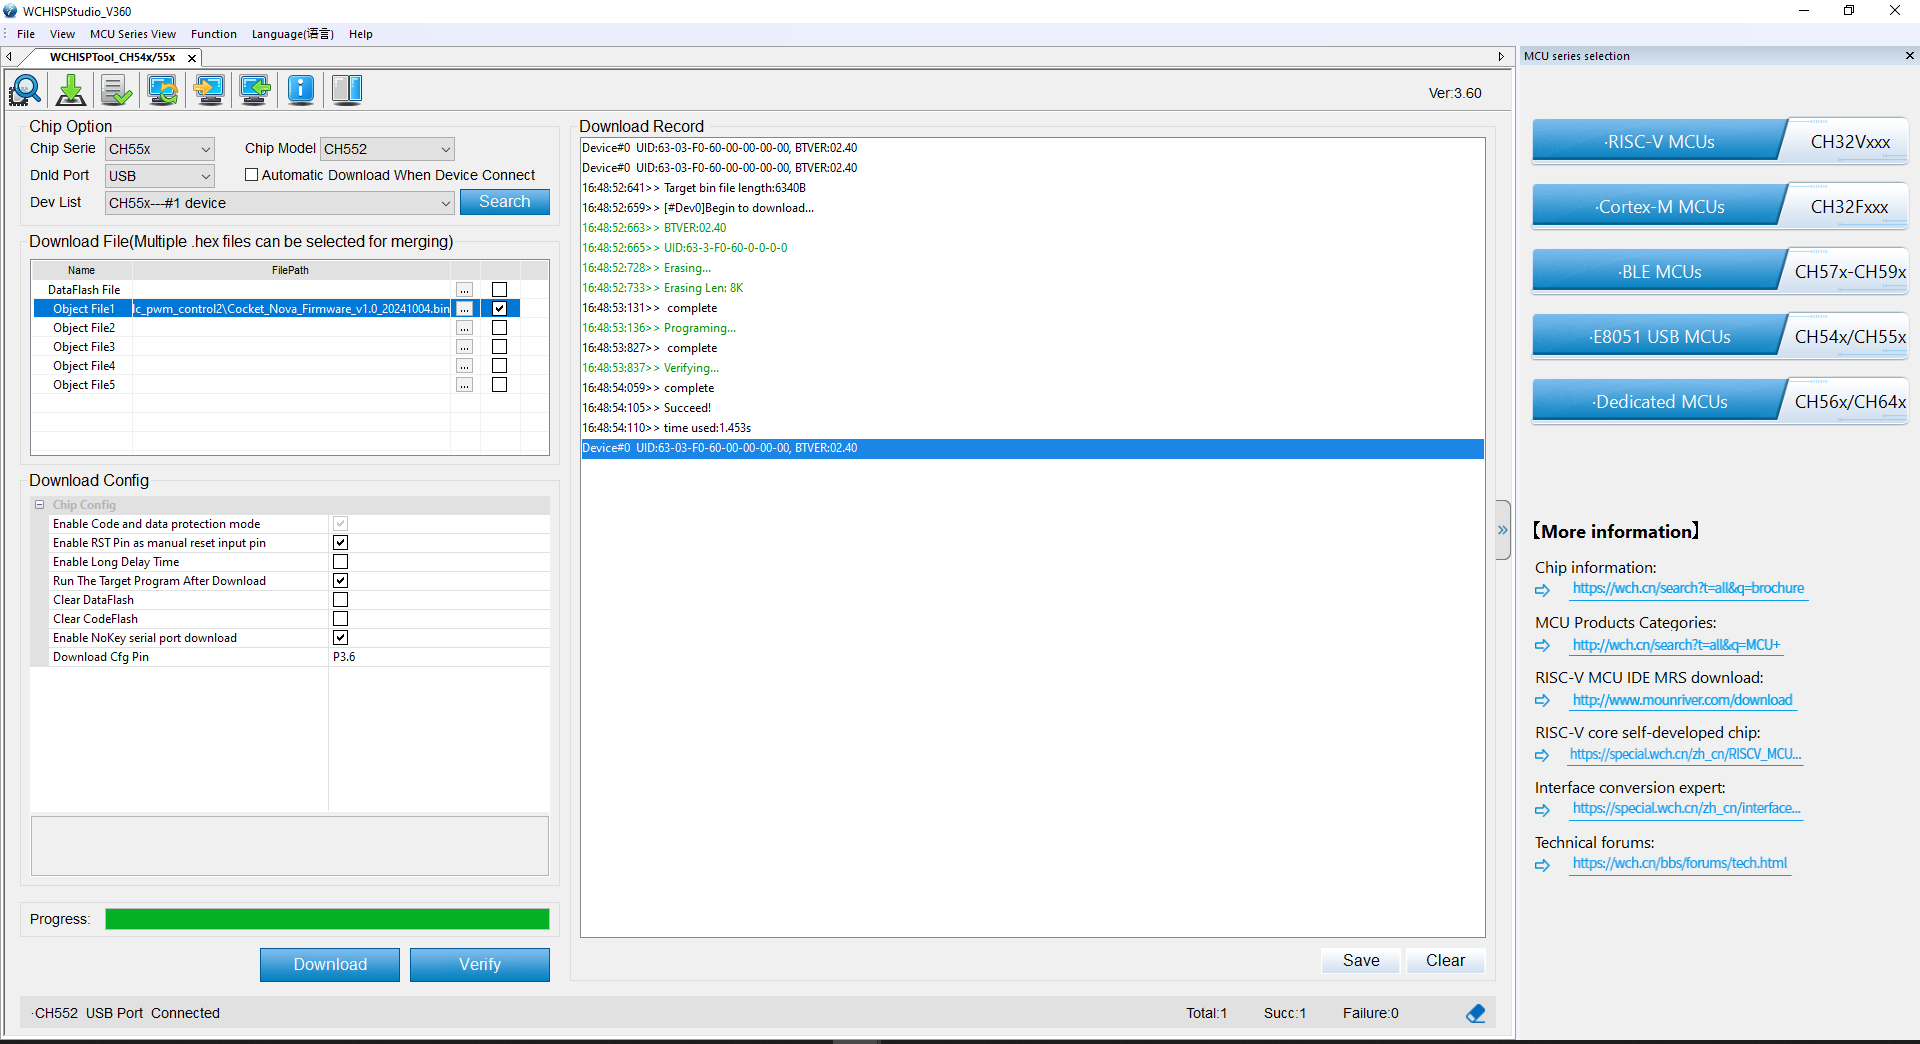 WCHISPStudio_V360
File View MCU Series View Function Language(语言) Help
WCHISPTool_CH54x/55x
MCU series selection
Ver:3.60
Chip Option
Chip Serie CH55x Chip Model CH552
Dnld Port USB Automatic Download When Device Connect
Dev List CH55x---#1 device Search
Download File(Multiple .hex files can be selected for merging)
Name FilePath
DataFlash File ...
Object File1 lc_pwm_control2\Cocket_Nova_Firmware_v1.0_20241004.bin ...
Object File2 ...
Object File3 ...
Object File4 ...
Object File5 ...
Download Config
Chip Config
Enable Code and data protection mode
Enable RST Pin as manual reset input pin
Enable Long Delay Time
Run The Target Program After Download
Clear DataFlash
Clear CodeFlash
Enable NoKey serial port download
Download Cfg Pin P3.6
Progress:
Download Verify
Download Record
Device#0 UID:63-03-F0-60-00-00-00-00, BTVER:02.40
Device#0 UID:63-03-F0-60-00-00-00-00, BTVER:02.40
16:48:52:641>> Target bin file length:6340B
16:48:52:659>> [#Dev0]Begin to download...
16:48:52:663>> BTVER:02.40
16:48:52:665>> UID:63-3-F0-60-0-0-0-0
16:48:52:728>> Erasing...
16:48:52:733>> Erasing Len: 8K
16:48:53:131>> complete
16:48:53:136>> Programing...
16:48:53:827>> complete
16:48:53:837>> Verifying...
16:48:54:059>> complete
16:48:54:105>> Succeed!
16:48:54:110>> time used:1.453s
Device#0 UID:63-03-F0-60-00-00-00-00, BTVER:02.40
Save Clear
·CH552 USB Port Connected Total:1 Succ:1 Failure:0
·RISC-V MCUs CH32Vxxx
·Cortex-M MCUs CH32Fxxx
·BLE MCUs CH57x-CH59x
·E8051 USB MCUs CH54x/CH55x
·Dedicated MCUs CH56x/CH64x
【More information】
Chip information:
https://wch.cn/search?t=all&q=brochure
MCU Products Categories:
http://wch.cn/search?t=all&q=MCU+
RISC-V MCU IDE MRS download:
http://www.mounriver.com/download
RISC-V core self-developed chip:
https://special.wch.cn/zh_cn/RISCV_MCU...
Interface conversion expert:
https://special.wch.cn/zh_cn/interface...
Technical forums:
https://wch.cn/bbs/forums/tech.html